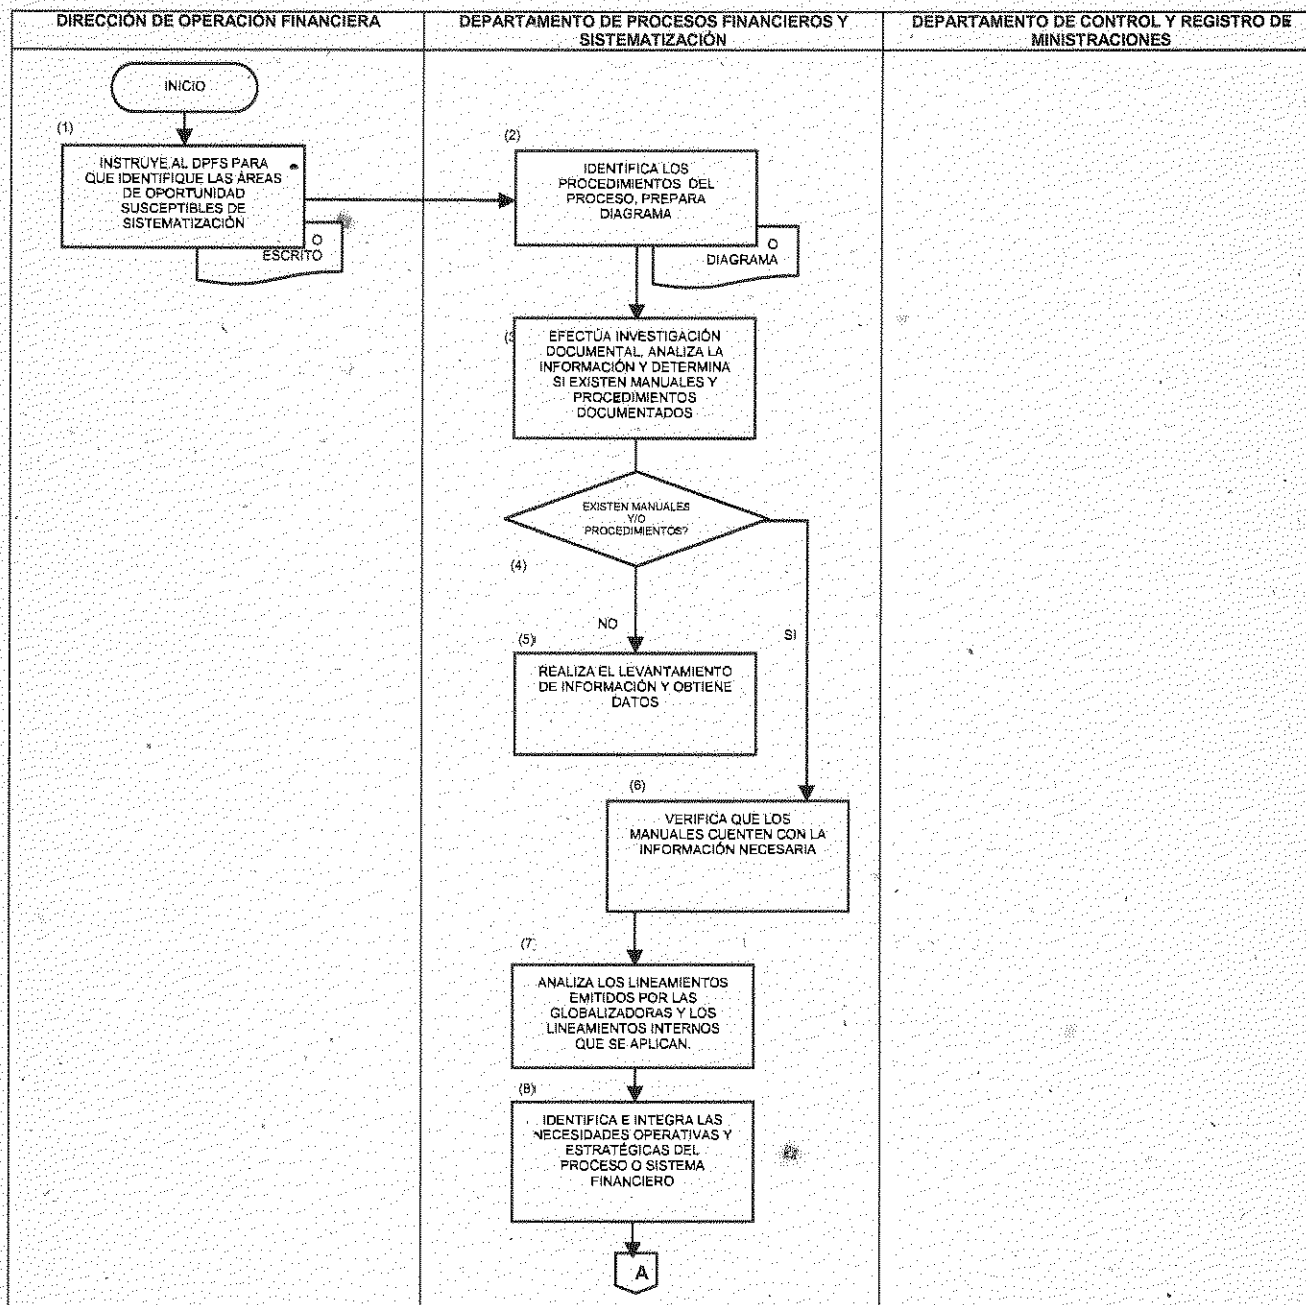 DIRECCIÓN DE OPERACIÓN FINANCIERA
DEPARTAMENTO DE PROCESOS FINANCIEROS Y
SISTEMATIZACIÓN
DEPARTAMENTO DE CONTROL Y REGISTRO DE
MINISTRACIONES
INICIO
(1)
INSTRUYE AL DPFS PARA
QUE IDENTIFIQUE LAS ÁREAS
DE OPORTUNIDAD
SUSCEPTIBLES DE
SISTEMATIZACIÓN
O
ESCRITO
(2)
IDENTIFICA LOS
PROCEDIMIENTOS DEL
PROCESO, PREPARA
DIAGRAMA
O
DIAGRAMA
(3
EFECTÚA INVESTIGACIÓN
DOCUMENTAL, ANALIZA LA
INFORMACIÓN Y DETERMINA
SI EXISTEN MANUALES Y
PROCEDIMIENTOS
DOCUMENTADOS
EXISTEN MANUALES
Y/O
PROCEDIMIENTOS?
(4)
NO
SI
(5)
REALIZA EL LEVANTAMIENTO
DE INFORMACIÓN Y OBTIENE
DATOS
(6)
VERIFICA QUE LOS
MANUALES CUENTEN CON LA
INFORMACIÓN NECESARIA
(7)
ANALIZA LOS LINEAMIENTOS
EMITIDOS POR LAS
GLOBALIZADORAS Y LOS
LINEAMIENTOS INTERNOS
QUE SE APLICAN.
(8)
IDENTIFICA E INTEGRA LAS
NECESIDADES OPERATIVAS Y
ESTRATÉGICAS DEL
PROCESO O SISTEMA
FINANCIERO
A